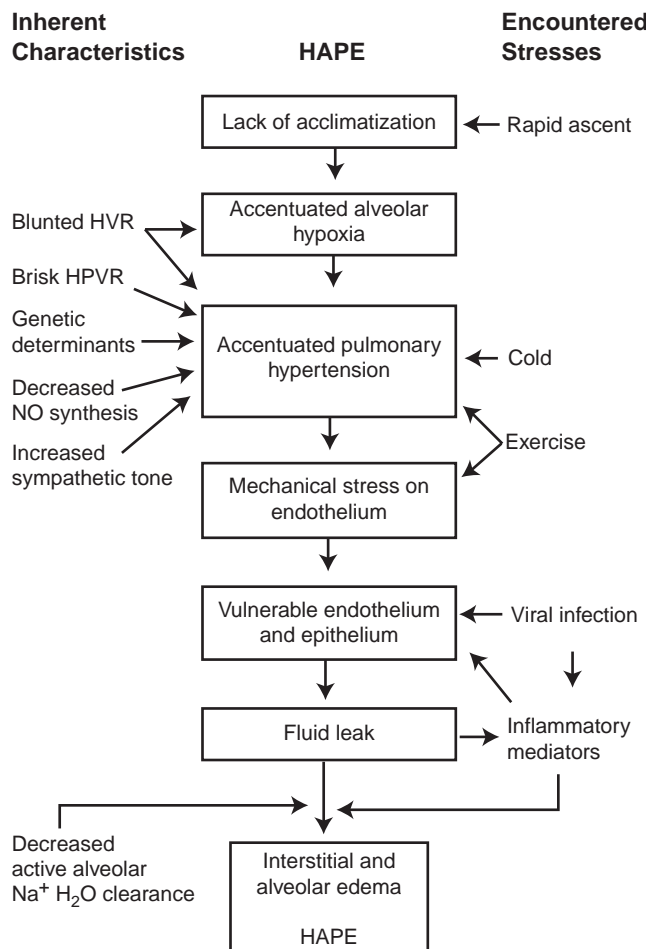 Inherent
Characteristics
HAPE
Encountered
Stresses
Lack of acclimatization
Rapid ascent
Accentuated alveolar
hypoxia
Blunted HVR
Brisk HPVR
Genetic
determinants
Decreased
NO synthesis
Increased
sympathetic tone
Accentuated pulmonary
hypertension
Cold
Exercise
Mechanical stress on
endothelium
Vulnerable endothelium
and epithelium
Viral infection
Fluid leak
Inflammatory
mediators
Decreased
active alveolar
Na⁺ H₂O clearance
Interstitial and
alveolar edema
HAPE